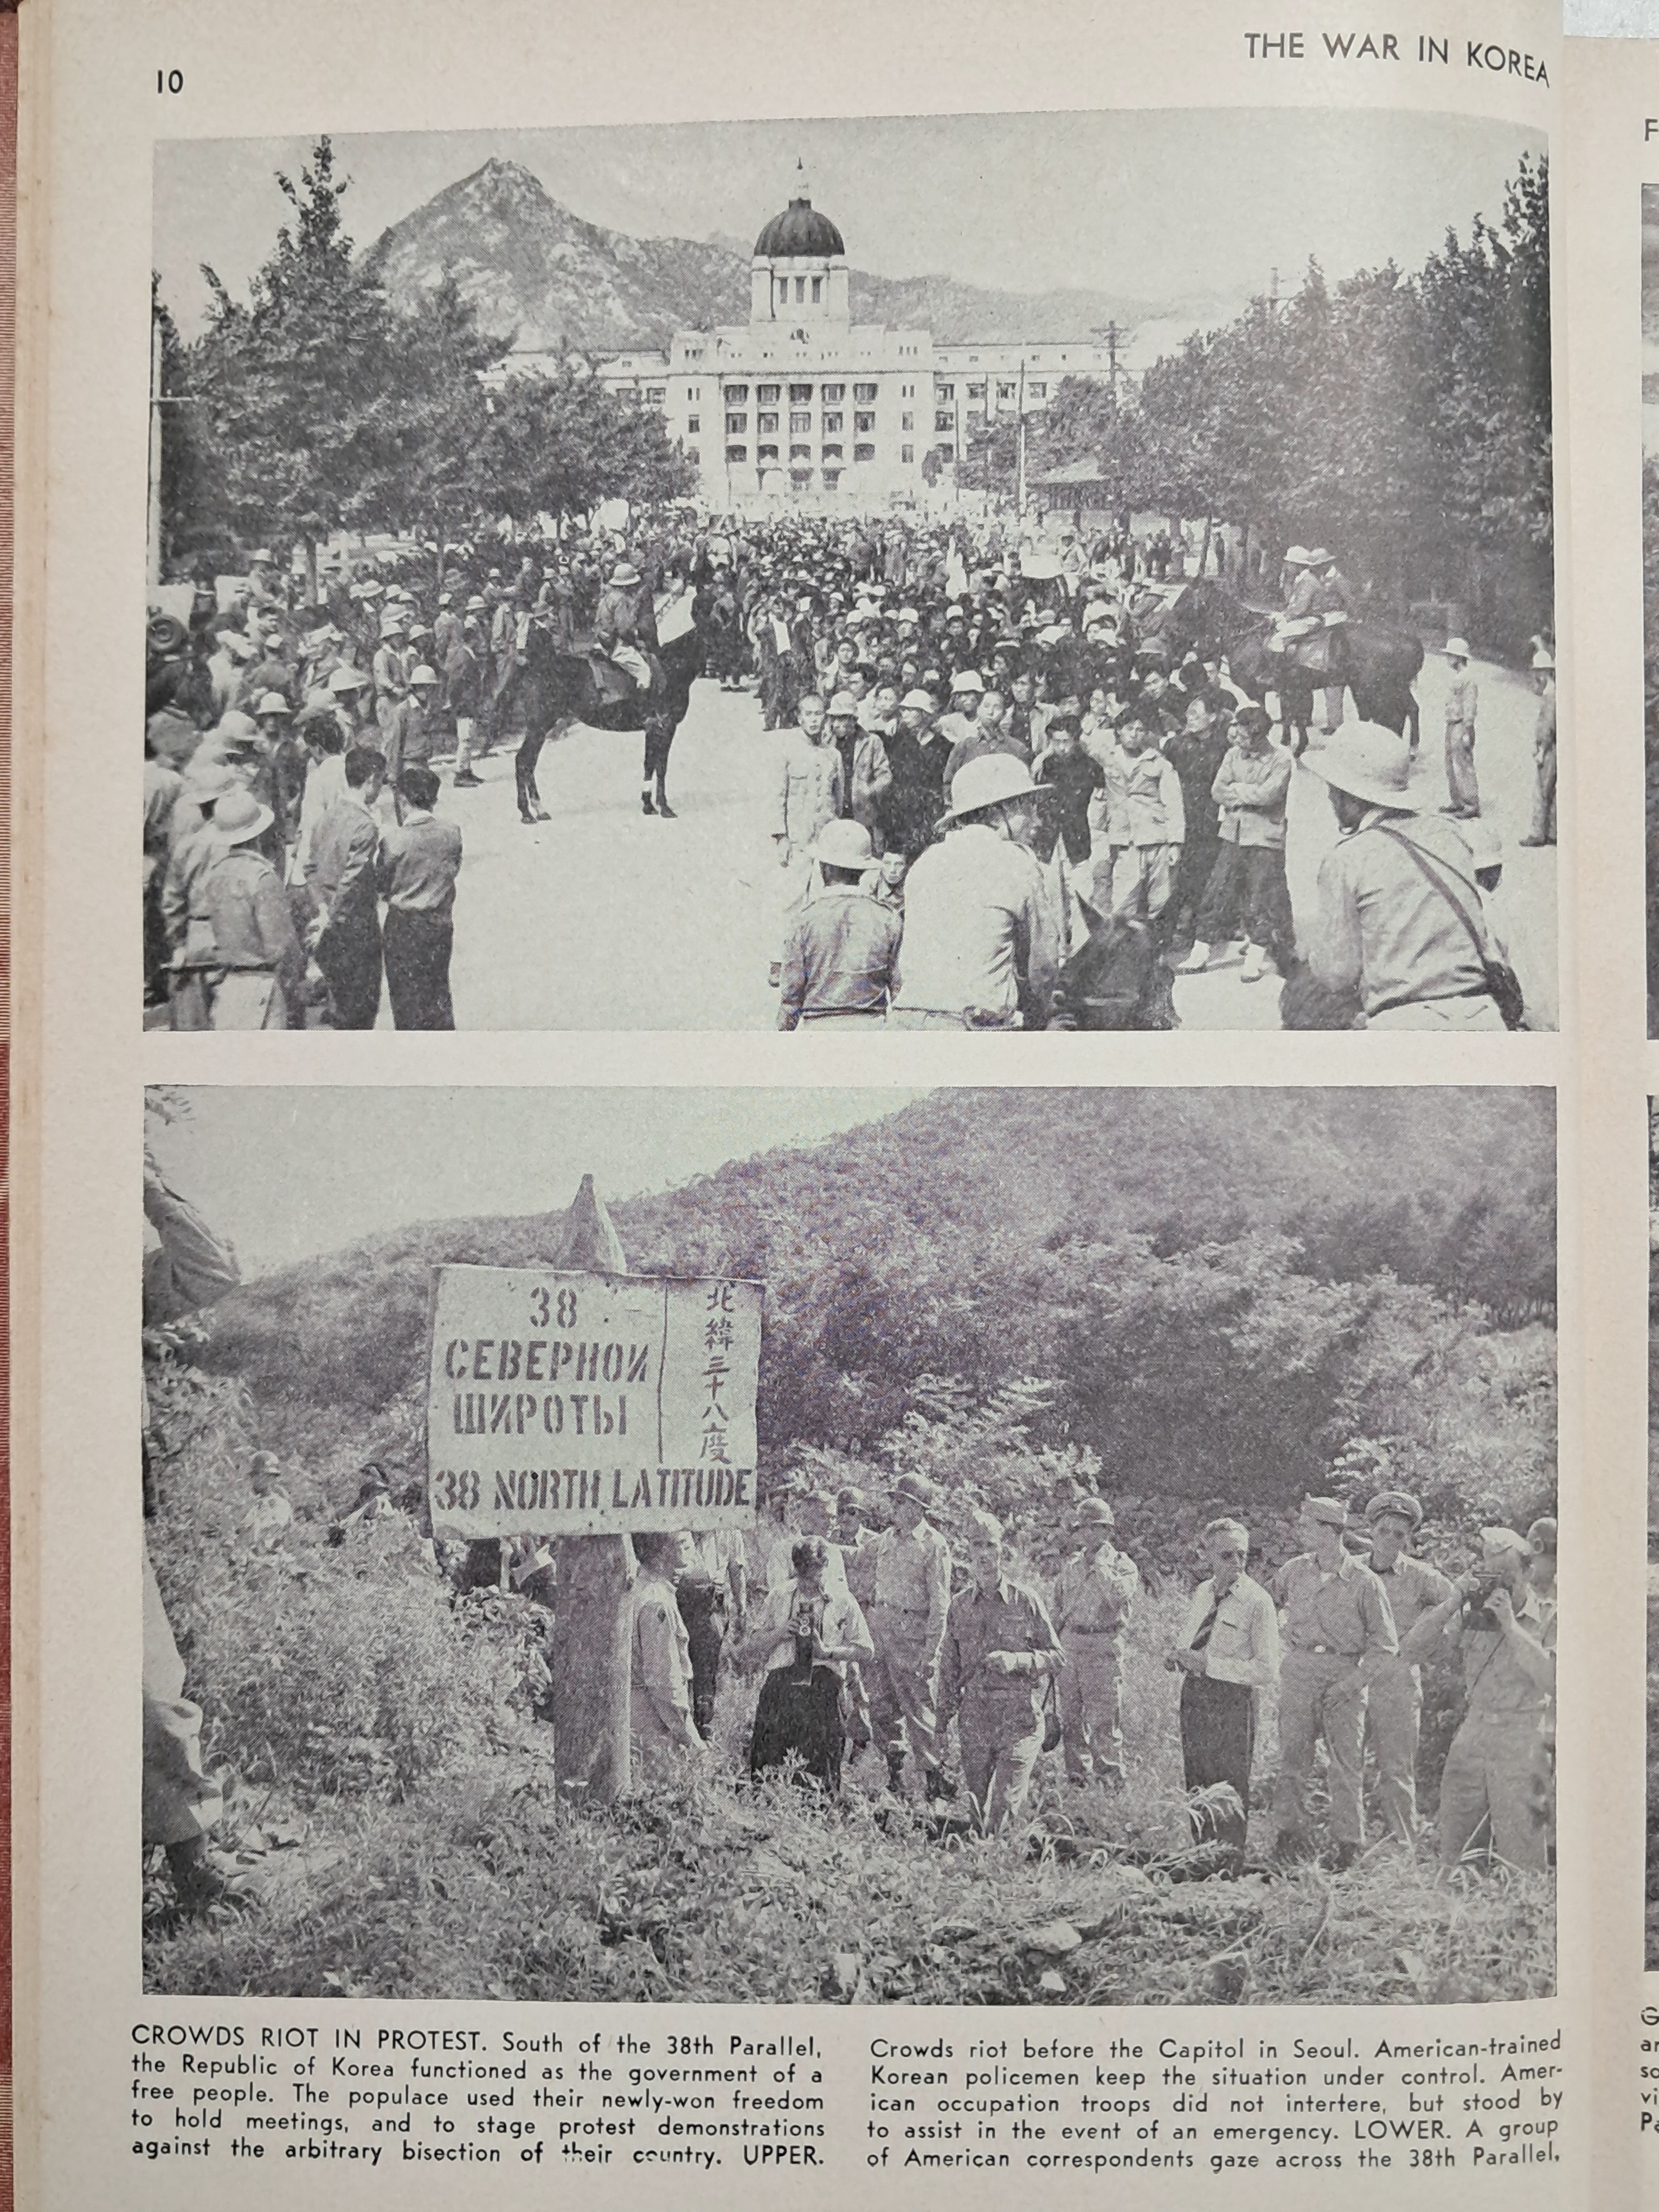 10
THE WAR IN KOREA
38
СЕВЕРНОЙ
ШИРОТЫ
北緯三十八度
38 NORTH LATITUDE
CROWDS RIOT IN PROTEST. South of the 38th Parallel,
the Republic of Korea functioned as the government of a
free people. The populace used their newly-won freedom
to hold meetings, and to stage protest demonstrations
against the arbitrary bisection of their country. UPPER.
Crowds riot before the Capitol in Seoul. American-trained
Korean policemen keep the situation under control. Amer-
ican occupation troops did not intertere, but stood by
to assist in the event of an emergency. LOWER. A group
of American correspondents gaze across the 38th Parallel,